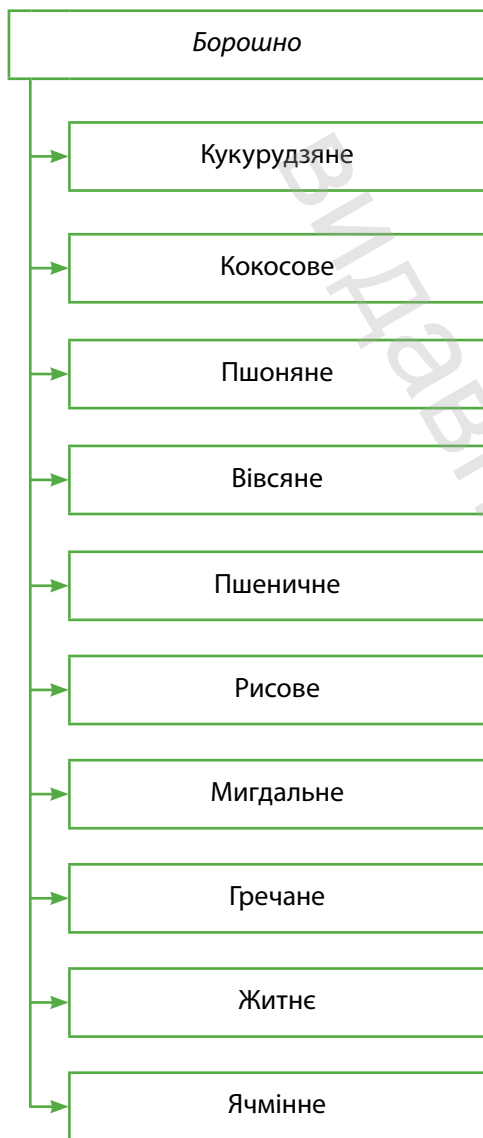 Борошно
Кукурудзяне
Кокосове
Пшоняне
Вівсяне
Пшеничне
Рисове
Мигдальне
Гречане
Житнє
Ячмінне